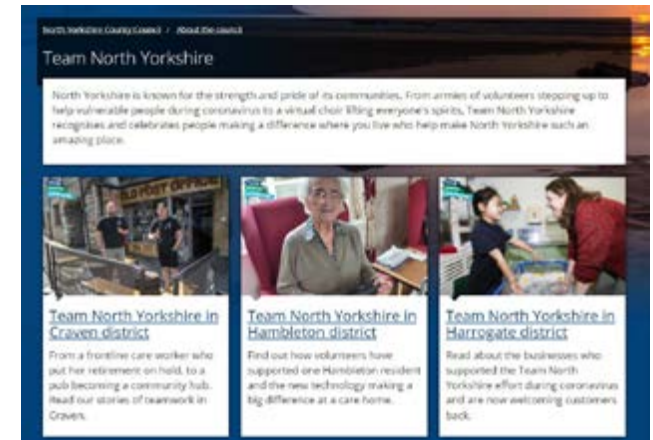 North Yorkshire County Council / About the council
Team North Yorkshire
North Yorkshire is known for the strength and pride of its communities. From armies of volunteers stepping up to
help vulnerable people during coronavirus to a virtual choir lifting everyone's spirits, Team North Yorkshire
recognises and celebrates people making a difference where you live who help make North Yorkshire such an
amazing place.
OLD POST OFFICE
Team North Yorkshire in
Craven district
From a frontline care worker who
put her retirement on hold, to a
pub becoming a community hub.
Read our stories of teamwork in
Craven.
Team North Yorkshire in
Hambleton district
Find out how volunteers have
supported one Hambleton resident
and the new technology making a
big difference at a care home.
Team North Yorkshire in
Harrogate district
Read about the businesses who
supported the Team North
Yorkshire effort during coronavirus
and are now welcoming customers
back.